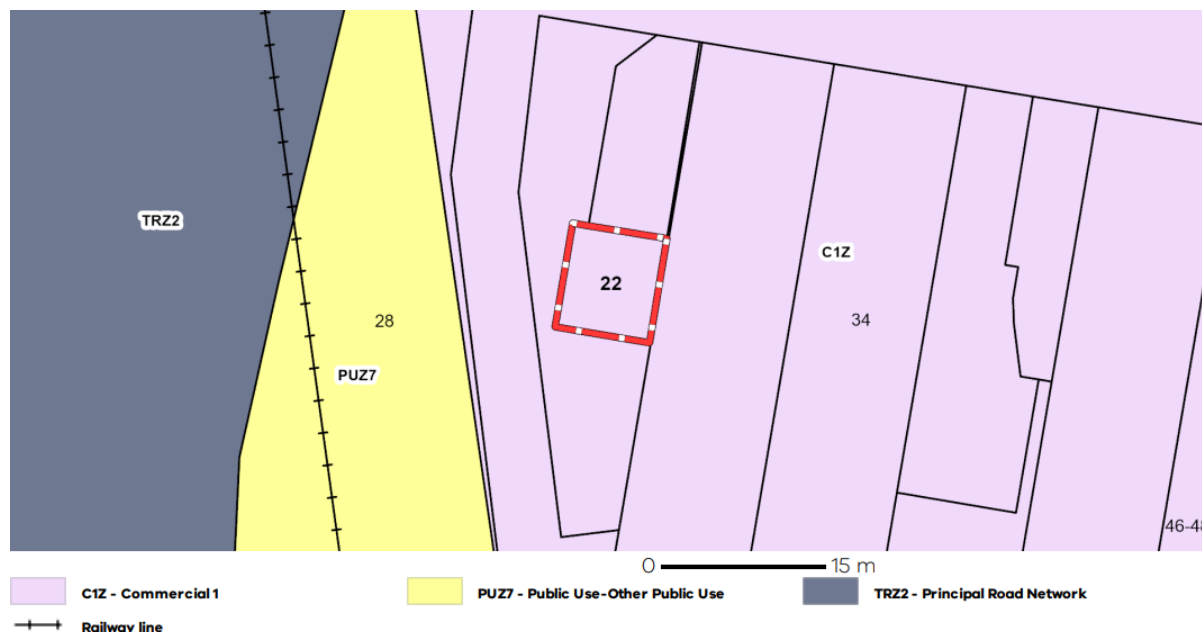 TRZ2
C1Z
22
28
34
PUZ7
46-48
0 15 m
C1Z - Commercial 1
PUZ7 - Public Use-Other Public Use
TRZ2 - Principal Road Network
Railway line